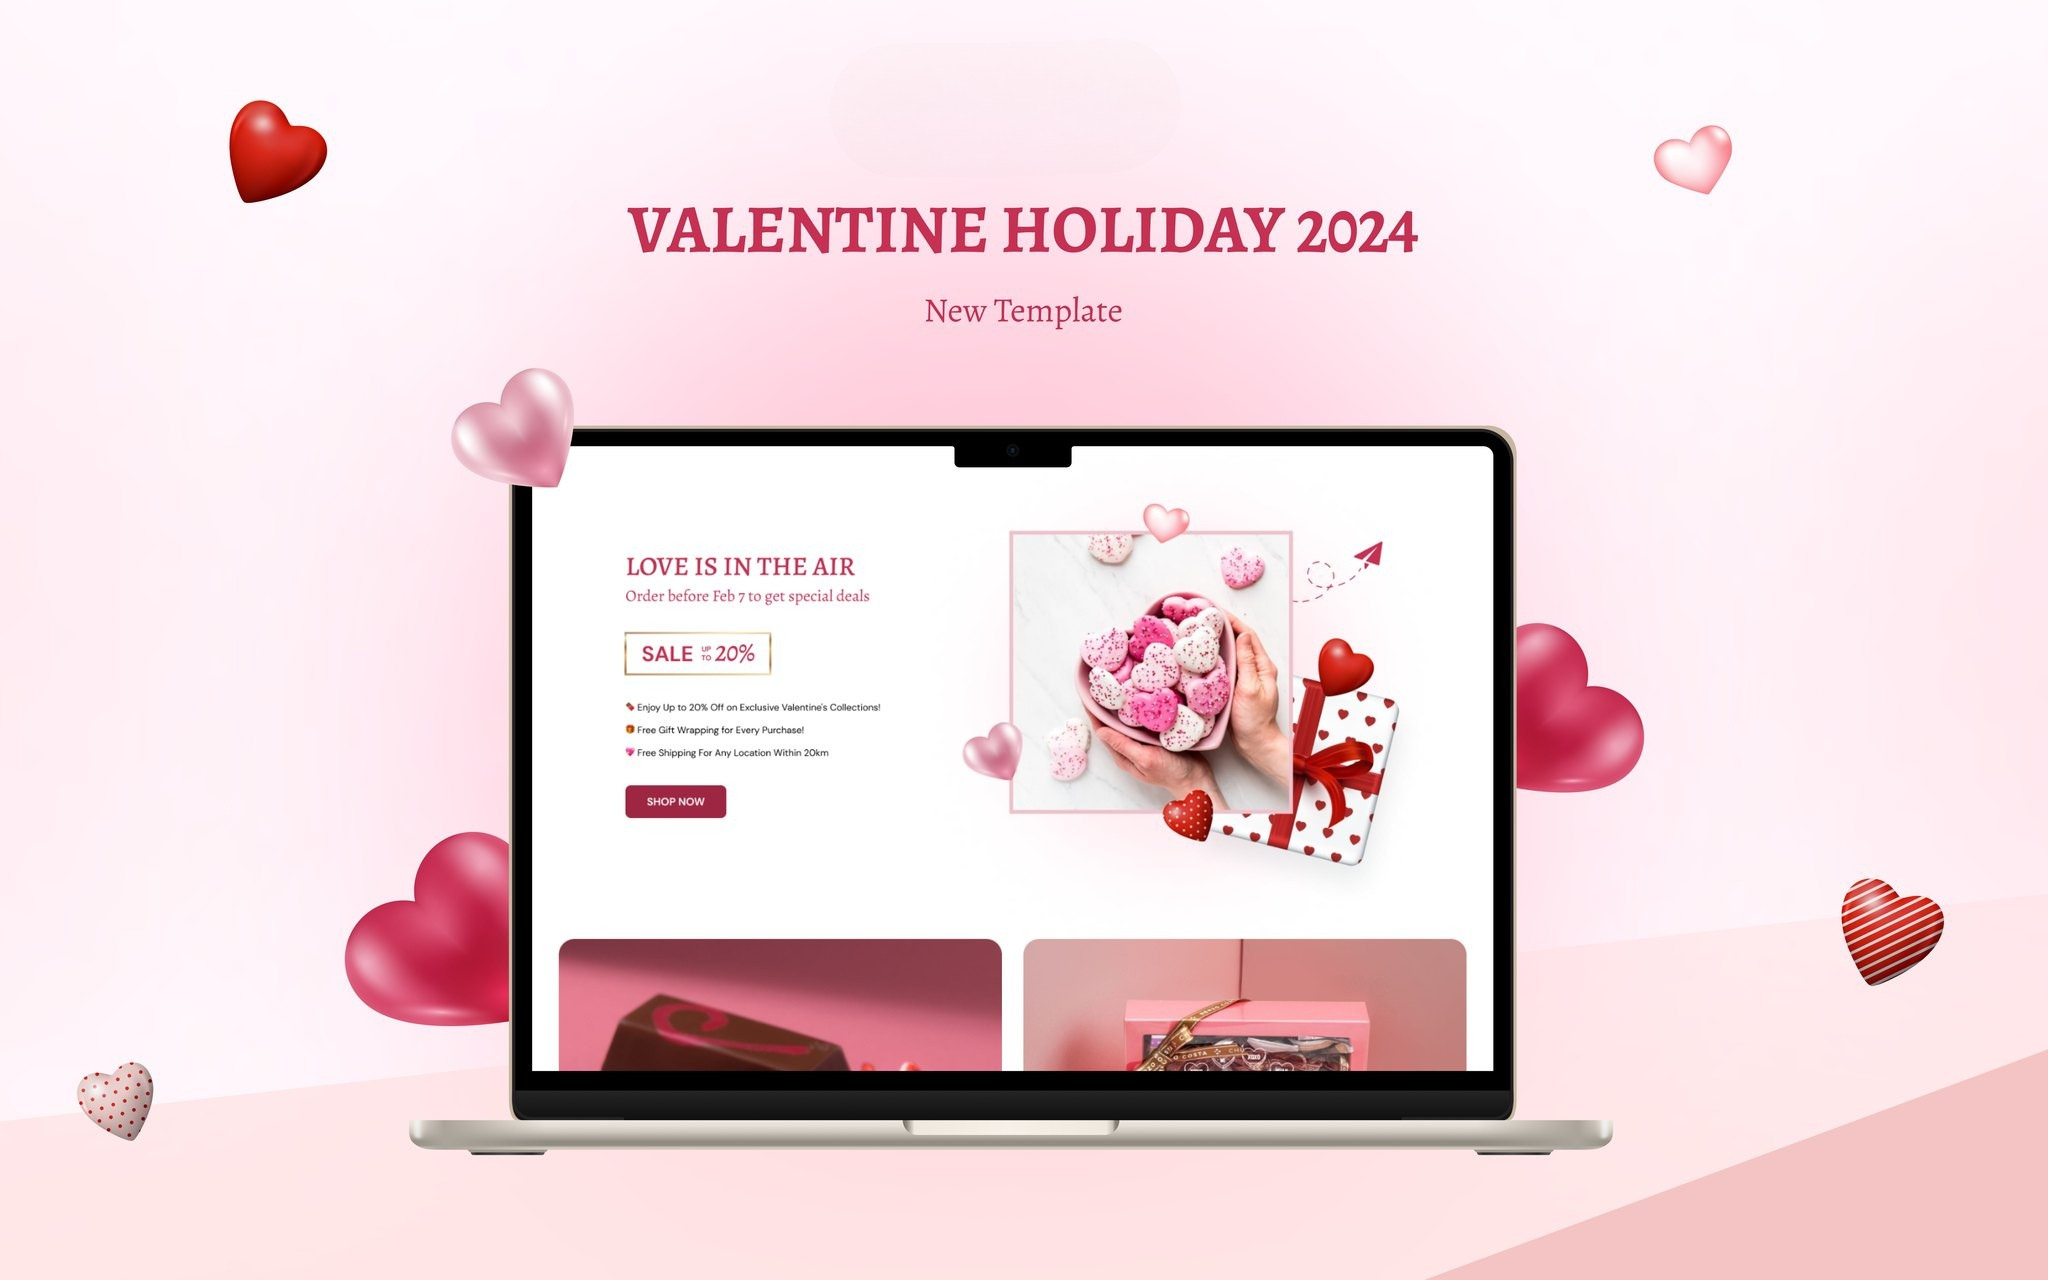 VALENTINE HOLIDAY 2024
New Template
LOVE IS IN THE AIR
Order before Feb 7 to get special deals
SALE UP TO 20%
Enjoy Up to 20% Off on Exclusive Valentine's Collections!
Free Gift Wrapping for Every Purchase!
Free Shipping For Any Location Within 20km
SHOP NOW
COSTA
XOXO